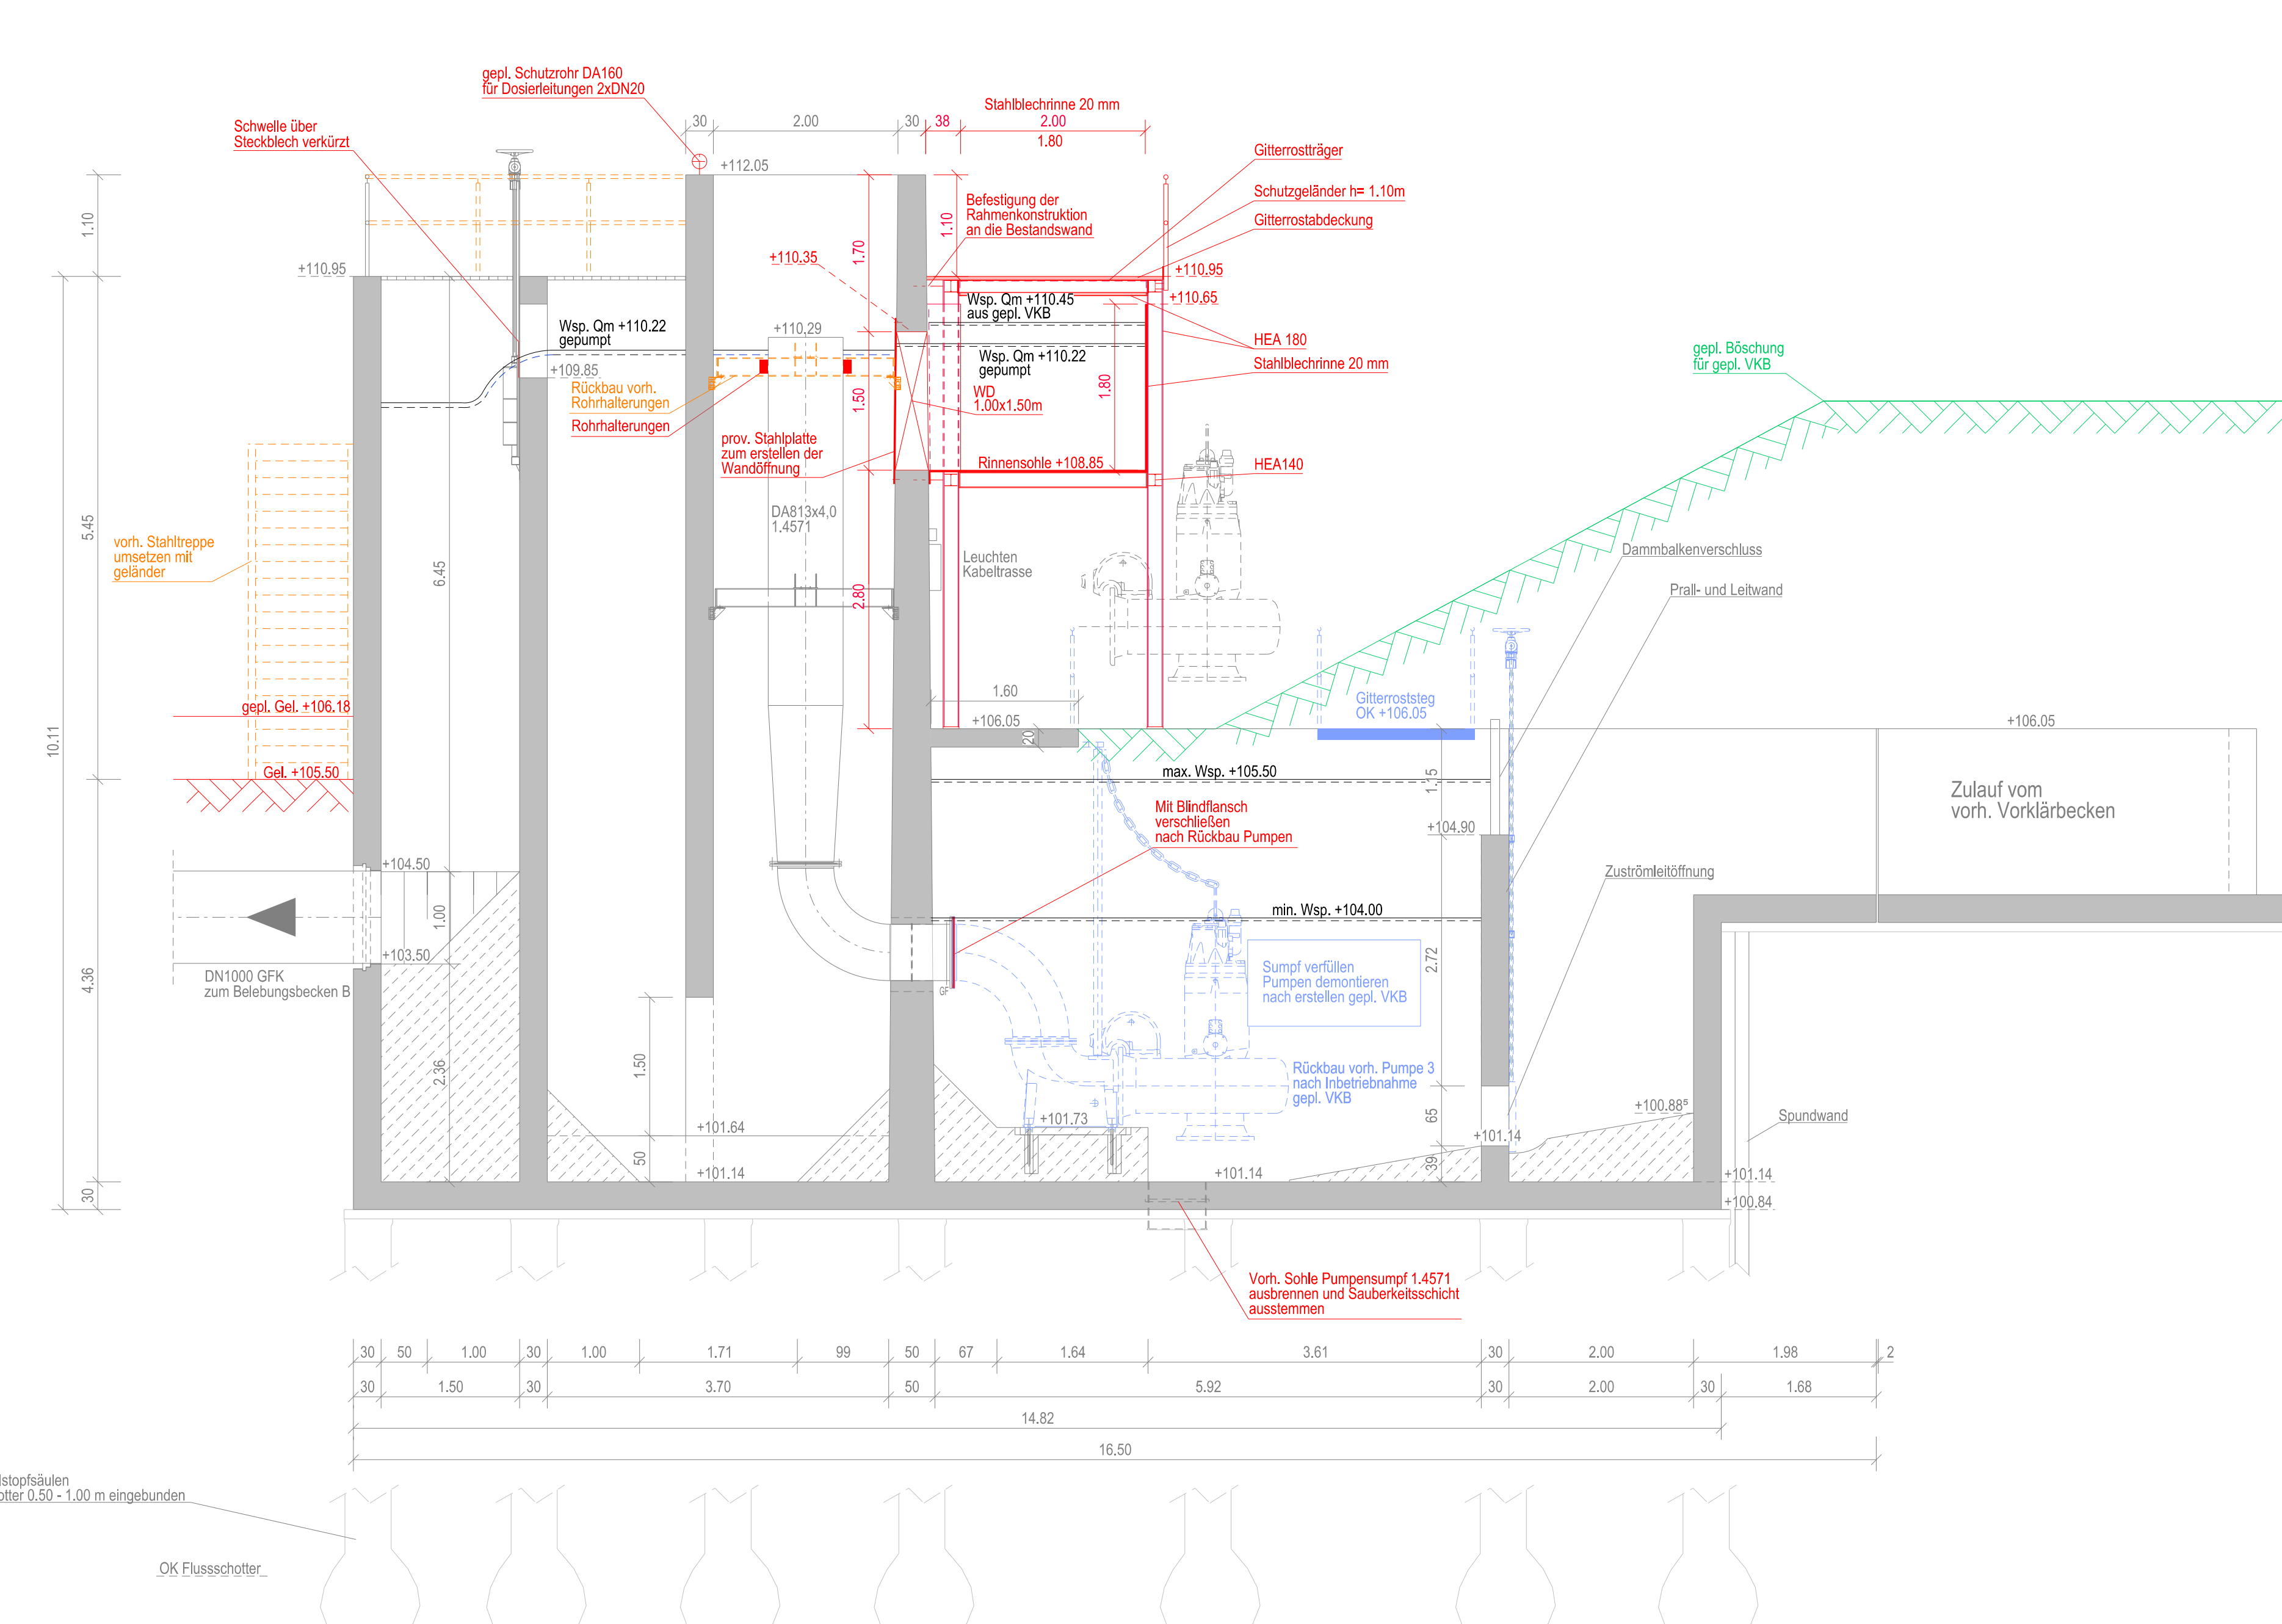 gepl. Schutzrohr DA160
für Dosierleitungen 2xDN20
Schwelle über
Steckblech verkürzt
Stahlblechrinne 20 mm
30
2.00
30
38
2.00
1.80
+112.05
Gitterrostträger
Schutzgeländer h= 1.10m
Gitterrostabdeckung
Befestigung der
Rahmenkonstruktion
an die Bestandswand
1.10
1.10
1.70
+110.35
+110.95
+110.95
+110.65
Wsp. Qm +110.45
aus gepl. VKB
Wsp. Qm +110.22
gepumpt
+110.29
Wsp. Qm +110.22
gepumpt
HEA 180
Stahlblechrinne 20 mm
+109.85
Rückbau vorh.
Rohrhalterungen
Rohrhalterungen
WD
1.00x1.50m
1.50
1.80
prov. Stahlplatte
zum erstellen der
Wandöffnung
Rinnensohle +108.85
HEA140
gepl. Böschung
für gepl. VKB
DA813x4,0
1.4571
5.45
6.45
2.80
vorh. Stahltreppe
umsetzen mit
geländer
Leuchten
Kabeltrasse
Dammbalkenverschluss
Prall- und Leitwand
gepl. Gel. +106.18
1.60
+106.05
20
Gitterroststeg
OK +106.05
+106.05
10.11
Gel. +105.50
max. Wsp. +105.50
1.15
Zulauf vom
vorh. Vorklärbecken
Mit Blindflansch
verschließen
nach Rückbau Pumpen
+104.90
+104.50
Zuströmleitöffnung
1.00
min. Wsp. +104.00
+103.50
DN1000 GFK
zum Belebungsbecken B
4.36
GF
2.72
Sumpf verfüllen
Pumpen demontieren
nach erstellen gepl. VKB
2.36
1.50
Rückbau vorh. Pumpe 3
nach Inbetriebnahme
gepl. VKB
65
+100.88⁵
+101.73
Spundwand
+101.64
+101.14
50
39
+101.14
+101.14
+101.14
30
+100.84
Vorh. Sohle Pumpensumpf 1.4571
ausbrennen und Sauberkeitsschicht
ausstemmen
30 50 1.00 30 1.00 1.71 99 50 67 1.64 3.61 30 2.00 1.98 2
30 1.50 30 3.70 50 5.92 30 2.00 30 1.68
14.82
16.50
lstopfsäulen
otter 0.50 - 1.00 m eingebunden
OK Flussschotter